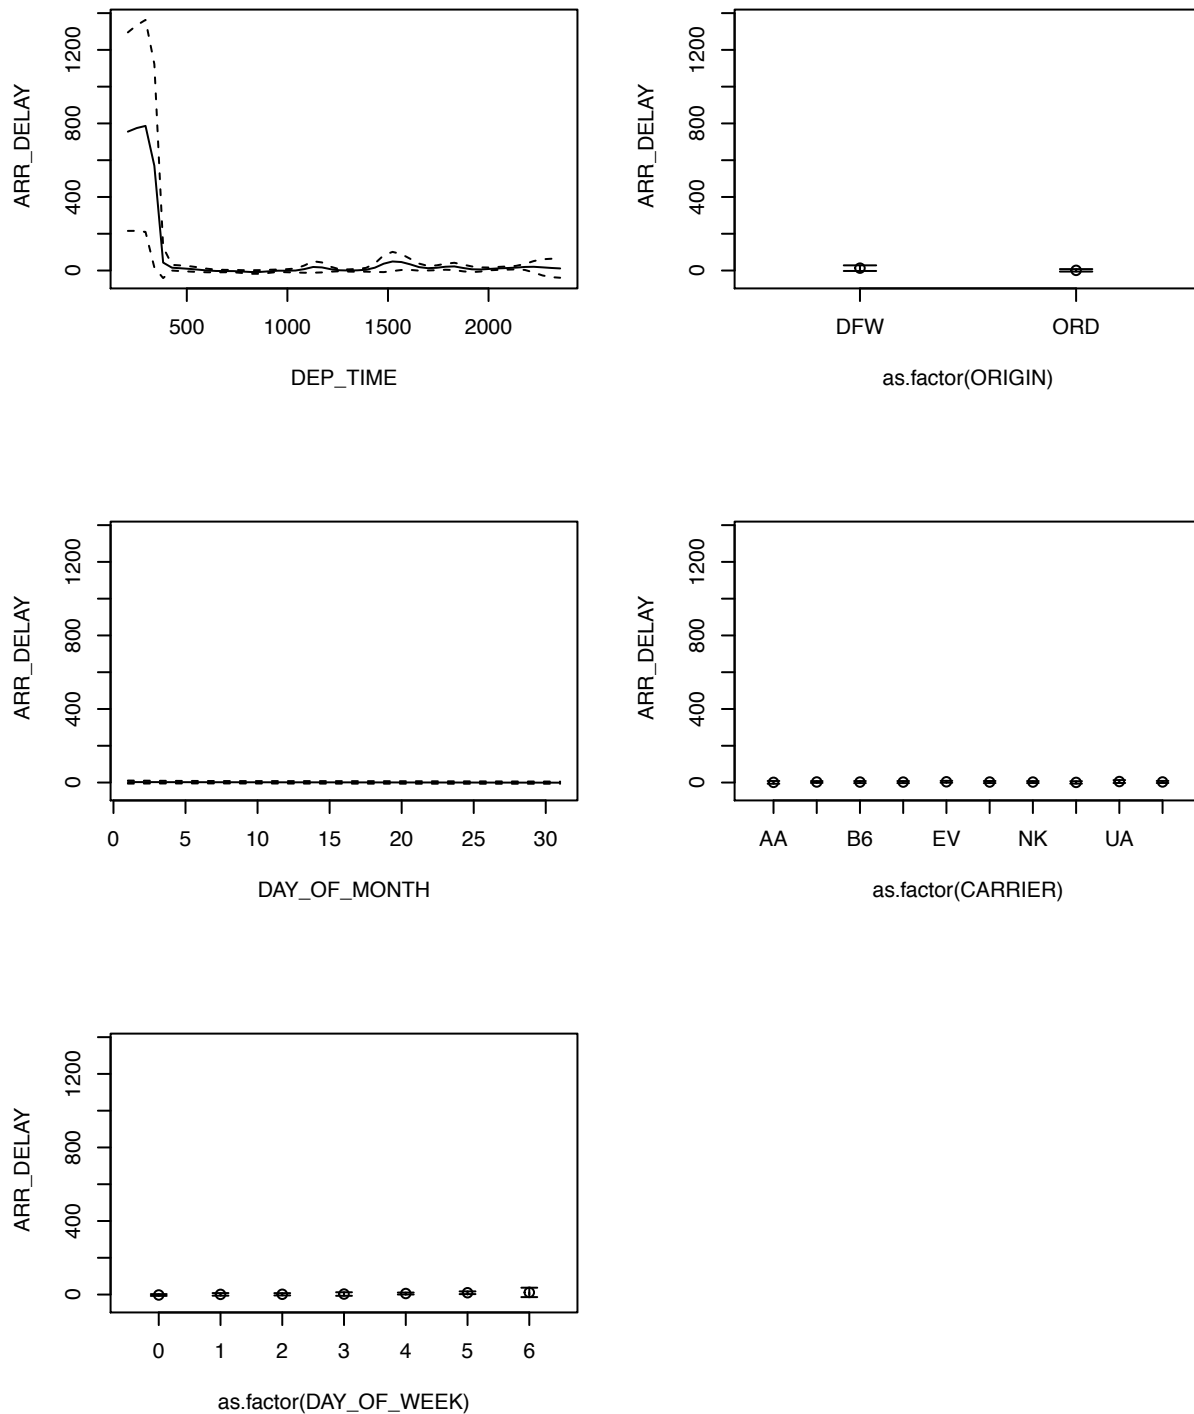 ARR_DELAY
0 400 800 1200
500 1000 1500 2000
DEP_TIME
ARR_DELAY
0 400 800 1200
DFW ORD
as.factor(ORIGIN)
ARR_DELAY
0 400 800 1200
0 5 10 15 20 25 30
DAY_OF_MONTH
ARR_DELAY
0 400 800 1200
AA B6 EV NK UA
as.factor(CARRIER)
ARR_DELAY
0 400 800 1200
0 1 2 3 4 5 6
as.factor(DAY_OF_WEEK)